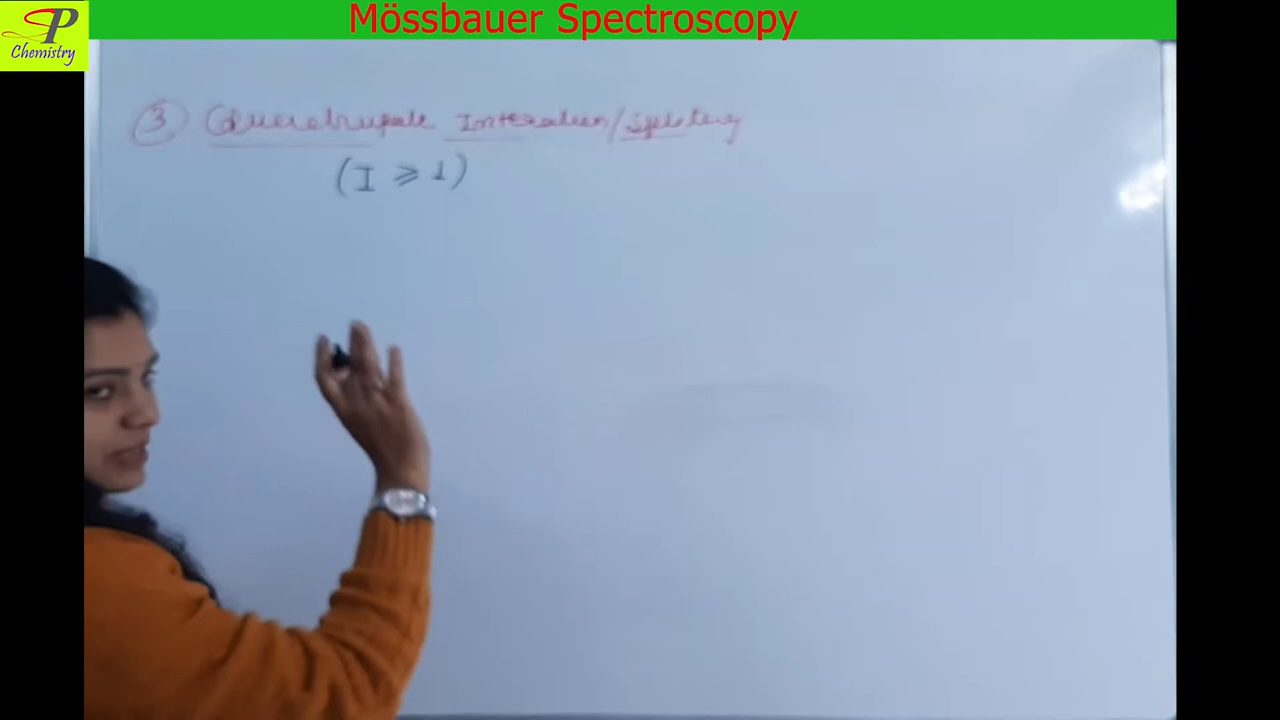 Mössbauer Spectroscopy
P
Chemistry
③ Quadrupole Interaction/splitting
(I ⩾ 1)